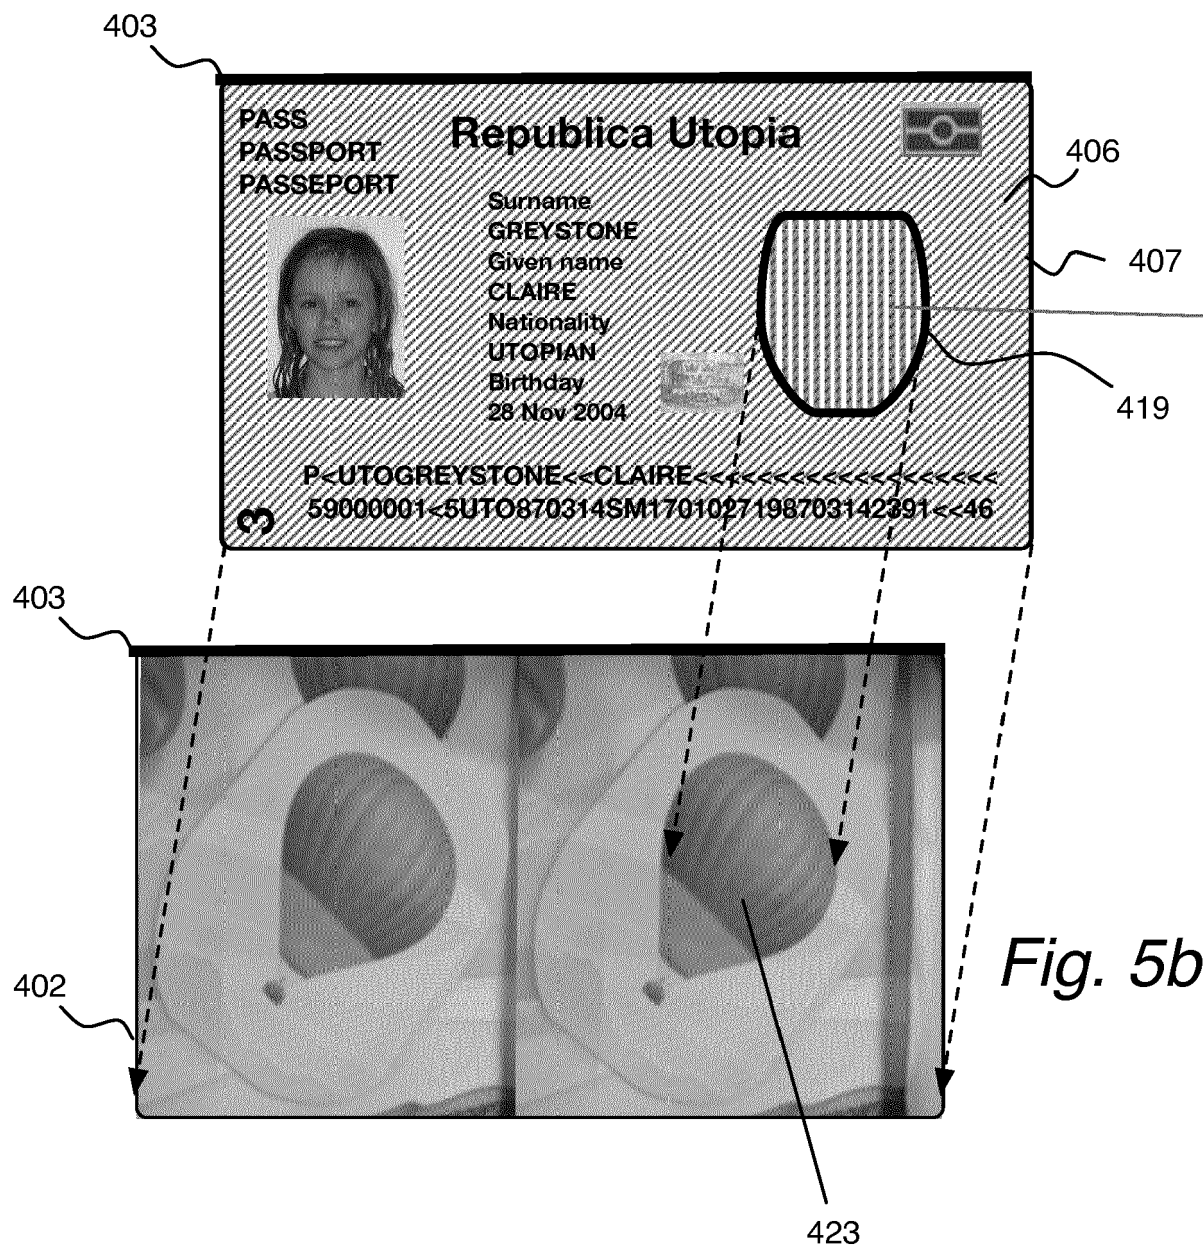 403
PASS
PASSPORT
PASSEPORT
Republica Utopia
406
Surname
GREYSTONE
Given name
CLAIRE
Nationality
UTOPIAN
Birthday
28 Nov 2004
407
419
P<UTOGREYSTONE<<CLAIRE<<<<<<<<<<<<<<<<<<<
59000001<5UTO870314SM1701027198703142391<<46
3
403
402
Fig. 5b
423